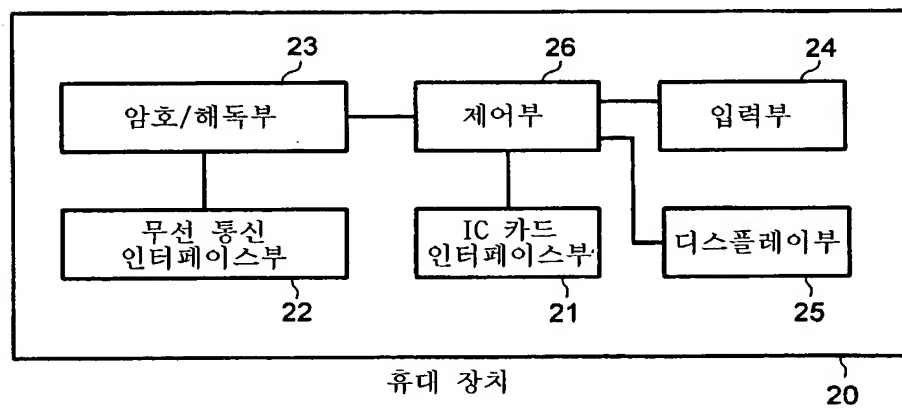 23
26
24
암호/해독부
제어부
입력부
무선 통신
인터페이스부
IC 카드
인터페이스부
디스플레이부
22
21
25
휴대 장치
20